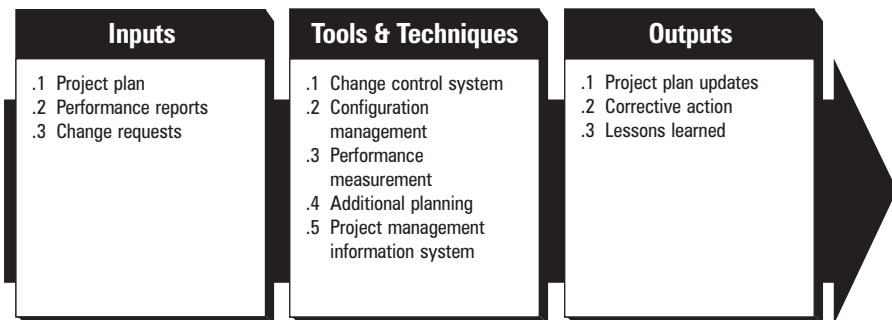 Inputs
.1 Project plan
.2 Performance reports
.3 Change requests
Tools & Techniques
.1 Change control system
.2 Configuration
management
.3 Performance
measurement
.4 Additional planning
.5 Project management
information system
Outputs
.1 Project plan updates
.2 Corrective action
.3 Lessons learned